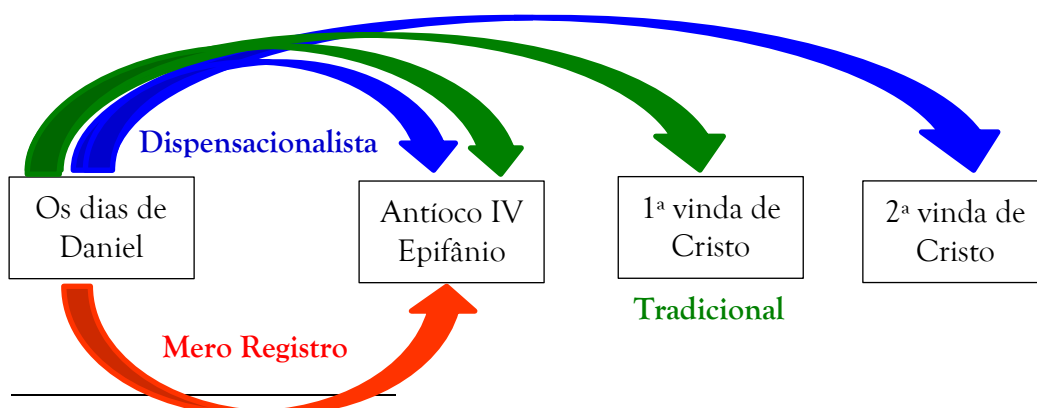 Dispensacionalista
Os dias de
Daniel
Antíoco IV
Epifânio
1ª vinda de
Cristo
2ª vinda de
Cristo
Tradicional
Mero Registro